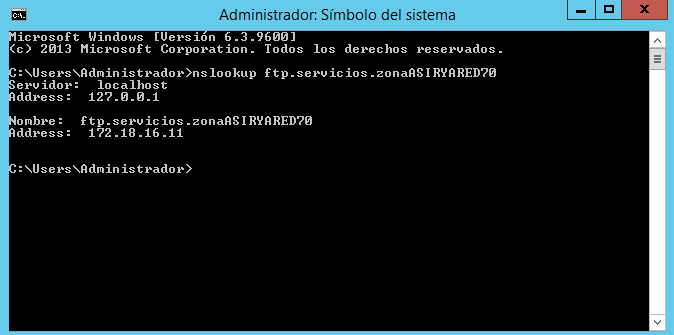 Administrador: Símbolo del sistema
Microsoft Windows [Versión 6.3.9600]
(c) 2013 Microsoft Corporation. Todos los derechos reservados.
C:\Users\Administrador>nslookup ftp.servicios.zonaASIRYARED70
Servidor:  localhost
Address:  127.0.0.1
Nombre:  ftp.servicios.zonaASIRYARED70
Address:  172.18.16.11
C:\Users\Administrador>